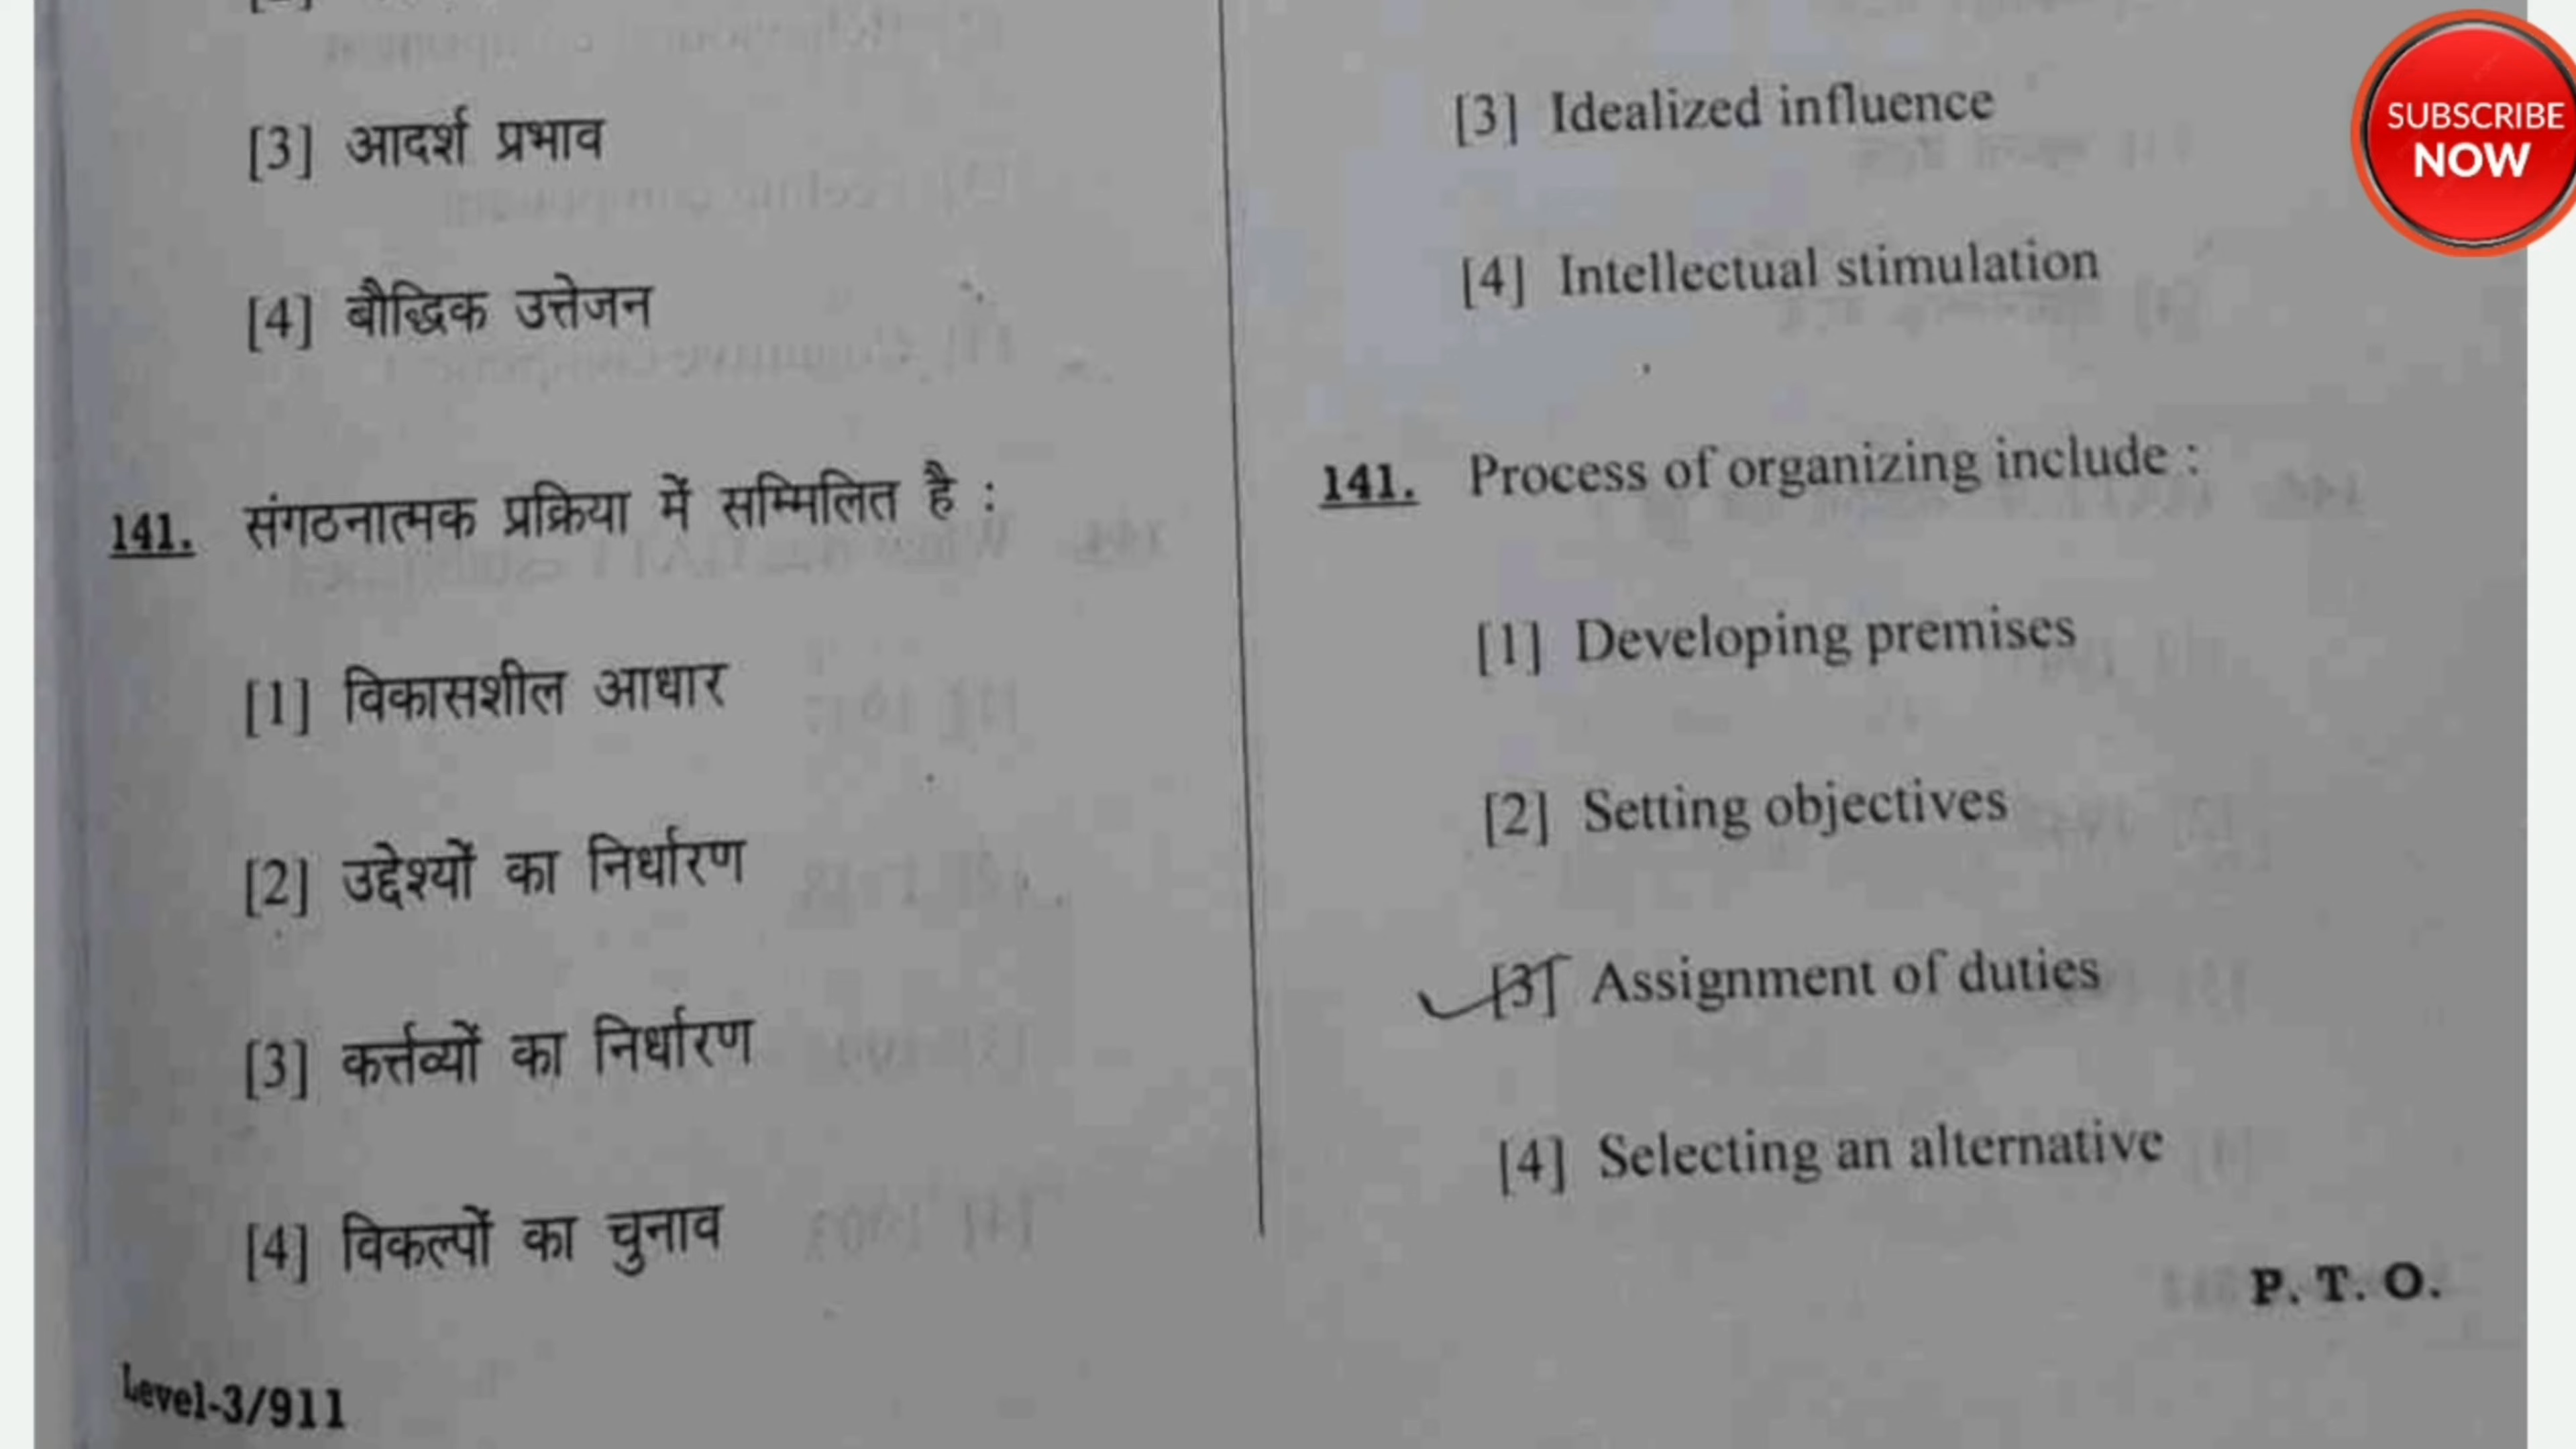 [3] आदर्श प्रभाव
[4] बौद्धिक उत्तेजन
141. संगठनात्मक प्रक्रिया में सम्मिलित है :
[1] विकासशील आधार
[2] उद्देश्यों का निर्धारण
[3] कर्त्तव्यों का निर्धारण
[4] विकल्पों का चुनाव
Level-3/911
[3] Idealized influence
[4] Intellectual stimulation
141. Process of organizing include :
[1] Developing premises
[2] Setting objectives
[3] Assignment of duties
[4] Selecting an alternative
P. T. O.
SUBSCRIBE
NOW